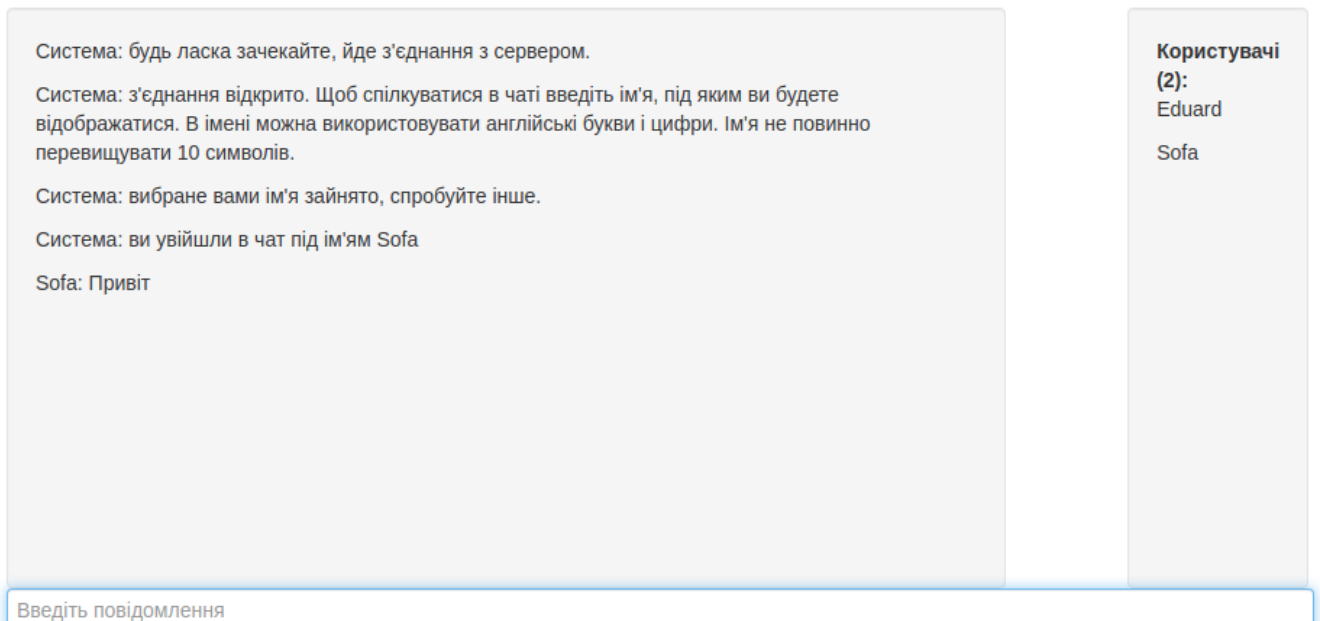 Система: будь ласка зачекайте, йде з'єднання з сервером.
Система: з'єднання відкрито. Щоб спілкуватися в чаті введіть ім'я, під яким ви будете
відображатися. В імені можна використовувати англійські букви і цифри. Ім'я не повинно
перевищувати 10 символів.
Система: вибране вами ім'я зайнято, спробуйте інше.
Система: ви увійшли в чат під ім'ям Sofa
Sofa: Привіт
Користувачі
(2):
Eduard
Sofa
Введіть повідомлення